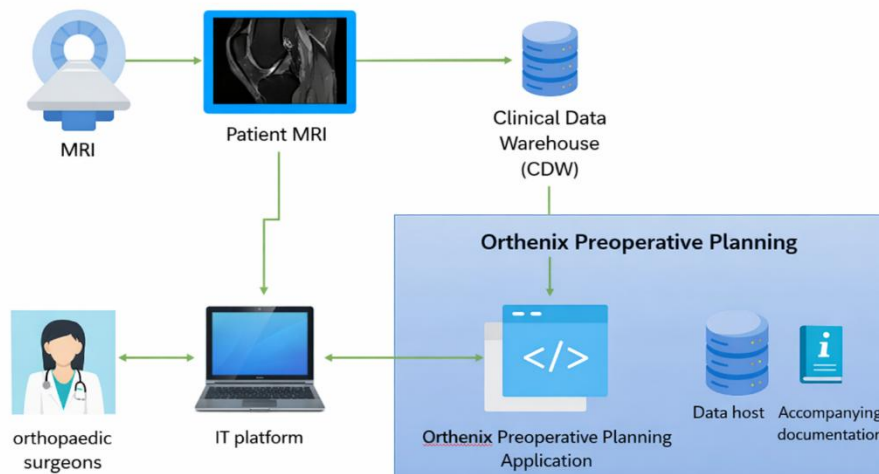 MRI
Patient MRI
Clinical Data
Warehouse
(CDW)
Orthenix Preoperative Planning
</>
i
orthopaedic
surgeons
IT platform
Orthenix Preoperative Planning
Application
Data host
Accompanying
documentation